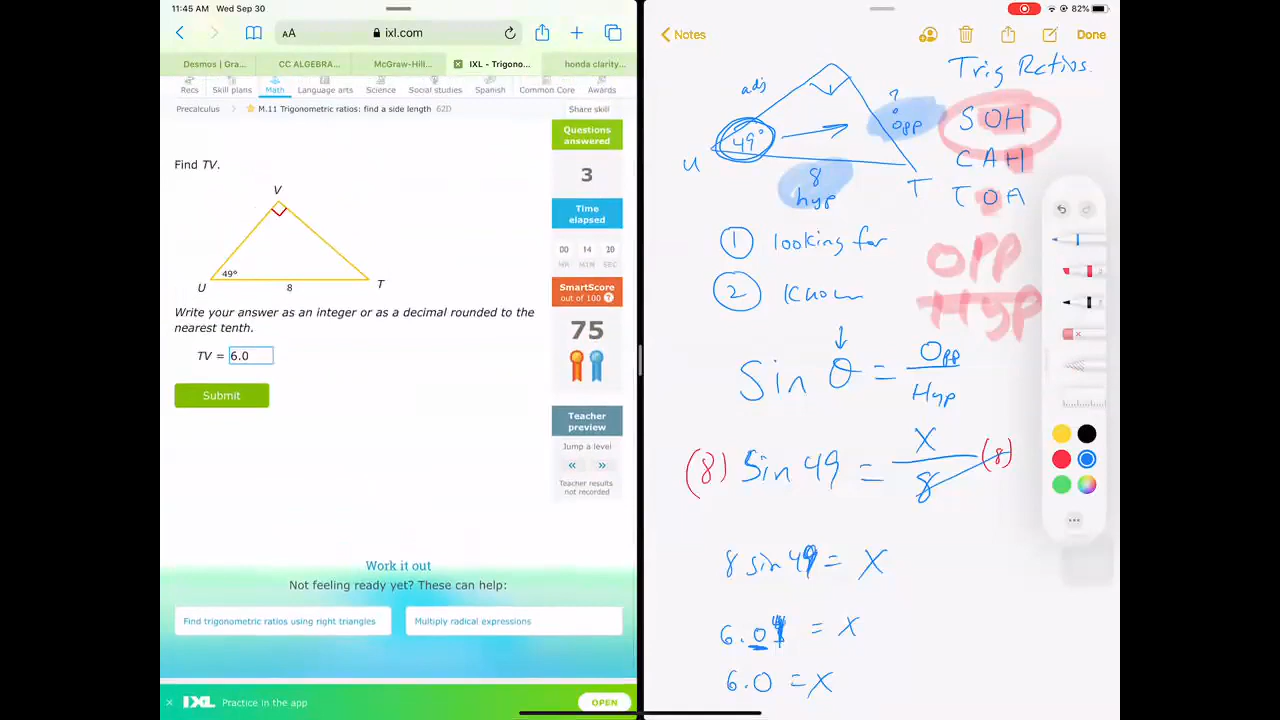 11:45 AM Wed Sep 30
82%
AA
ixl.com
Desmos | Gra...
CC ALGEBRA...
McGraw-Hill...
IXL - Trigono...
honda clarity...
Recs
Skill plans
Math
Language arts
Science
Social studies
Spanish
Common Core
Awards
Precalculus
M.11 Trigonometric ratios: find a side length
62D
Share skill
Find TV.
V
49°
U
8
T
Write your answer as an integer or as a decimal rounded to the
nearest tenth.
TV = 6.0
Submit
Questions
answered
3
Time
elapsed
00 14 20
HR MIN SEC
SmartScore
out of 100 ?
75
Teacher
preview
Jump a level
« »
Teacher results
not recorded
Work it out
Not feeling ready yet? These can help:
Find trigonometric ratios using right triangles
Multiply radical expressions
× IXL Practice in the app
OPEN
Notes
Done
Trig Ratios
adj
?
opp
49°
U
8
hyp
T
SOH
CAH
TOA
① looking for
② Known
OPP
HYP
Sin θ = Opp
Hyp
(8) Sin 49 = X (8)
8
8 sin 49 = X
6.04 = X
6.0 = X